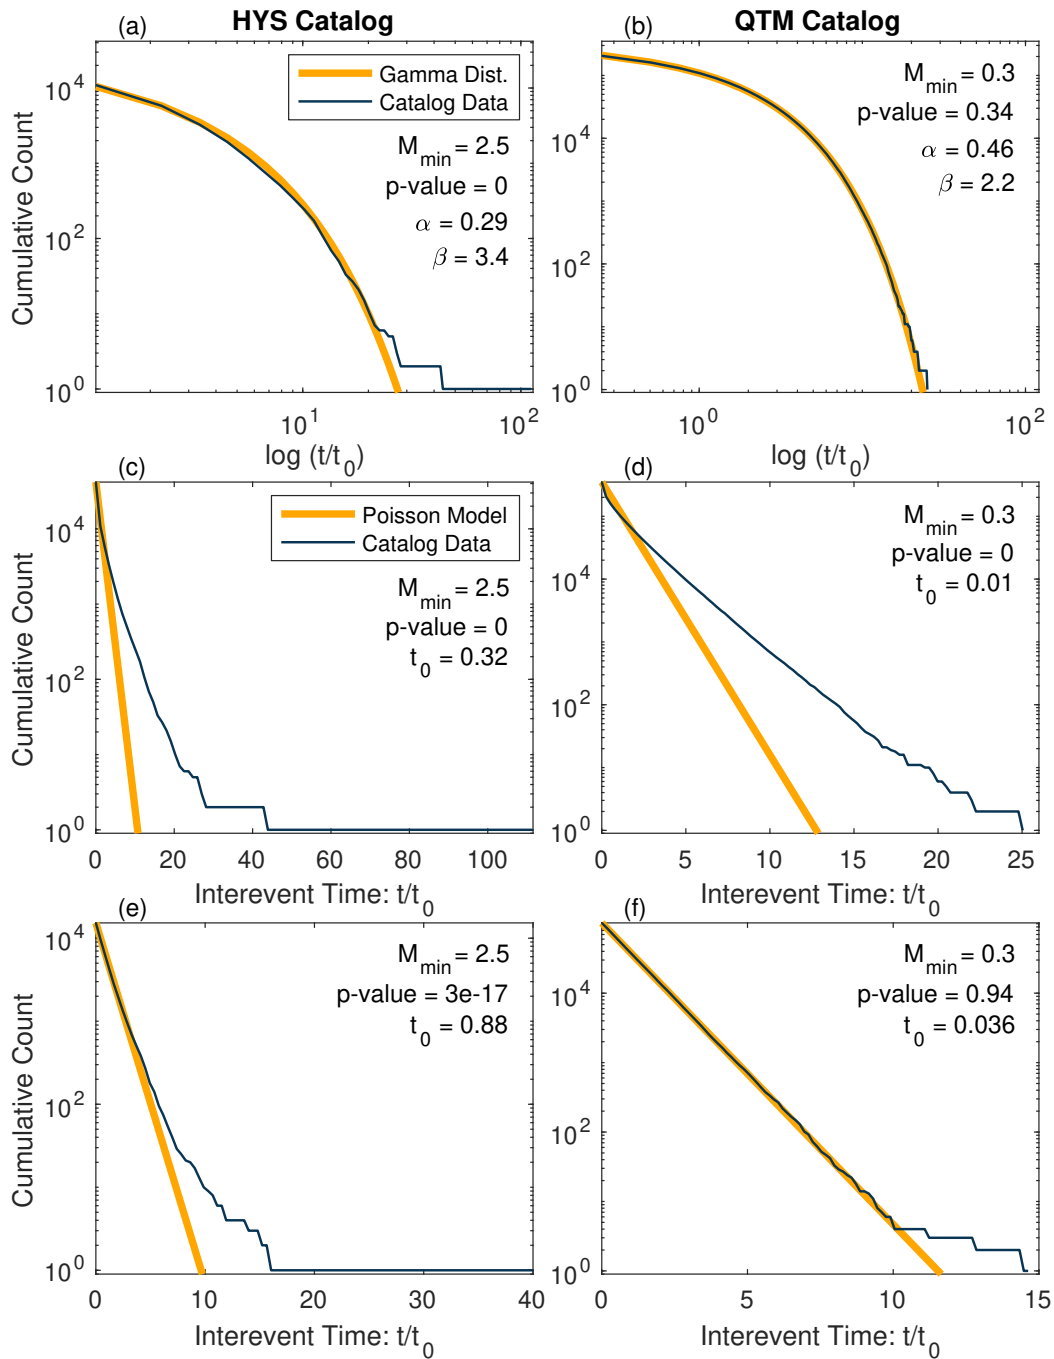 HYS Catalog
QTM Catalog
(a)
(b)
Cumulative Count
10^4
10^2
10^0
Gamma Dist.
Catalog Data
M_min = 2.5
p-value = 0
α = 0.29
β = 3.4
10^1
10^2
log (t/t_0)
10^4
10^2
10^0
M_min = 0.3
p-value = 0.34
α = 0.46
β = 2.2
10^0
10^2
log (t/t_0)
(c)
(d)
Cumulative Count
10^4
10^2
10^0
Poisson Model
Catalog Data
M_min = 2.5
p-value = 0
t_0 = 0.32
0 20 40 60 80 100
Interevent Time: t/t_0
10^4
10^2
10^0
M_min = 0.3
p-value = 0
t_0 = 0.01
0 5 10 15 20 25
Interevent Time: t/t_0
(e)
(f)
Cumulative Count
10^4
10^2
10^0
M_min = 2.5
p-value = 3e-17
t_0 = 0.88
0 10 20 30 40
Interevent Time: t/t_0
10^4
10^2
10^0
M_min = 0.3
p-value = 0.94
t_0 = 0.036
0 5 10 15
Interevent Time: t/t_0